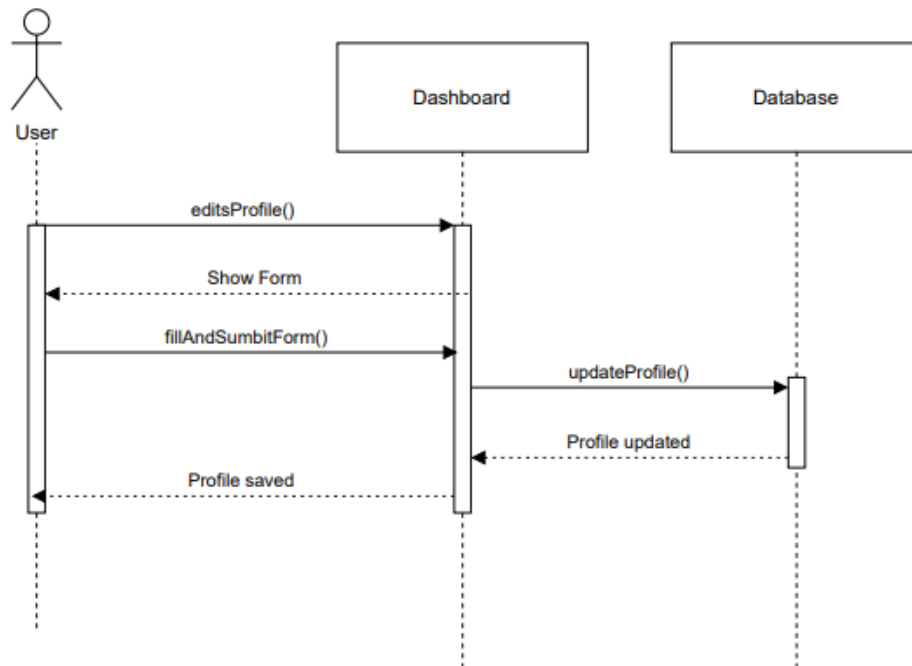 User
Dashboard
Database
editsProfile()
Show Form
fillAndSumbitForm()
updateProfile()
Profile updated
Profile saved